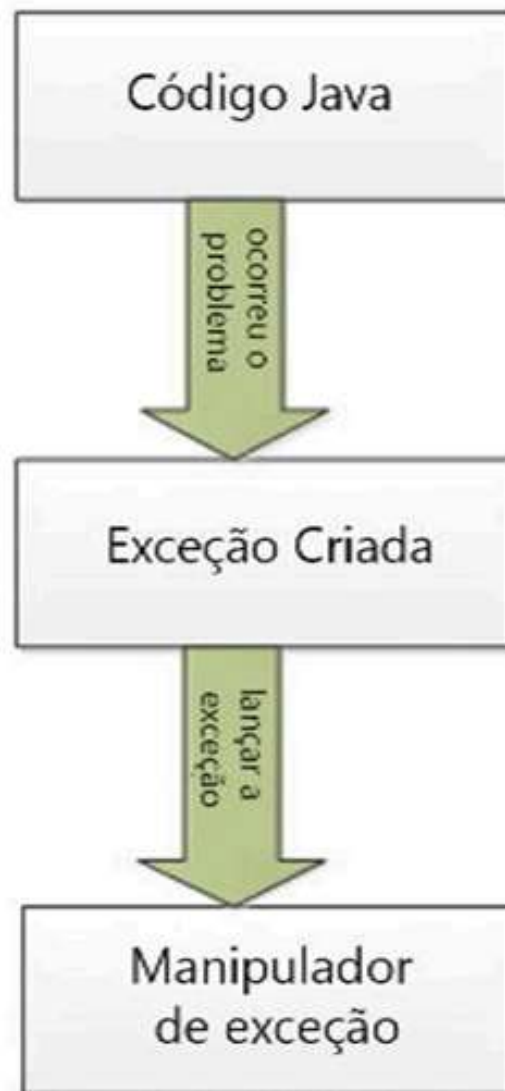 Código Java
ocorreu o
problema
Exceção Criada
lançar a
exceção
Manipulador
de exceção